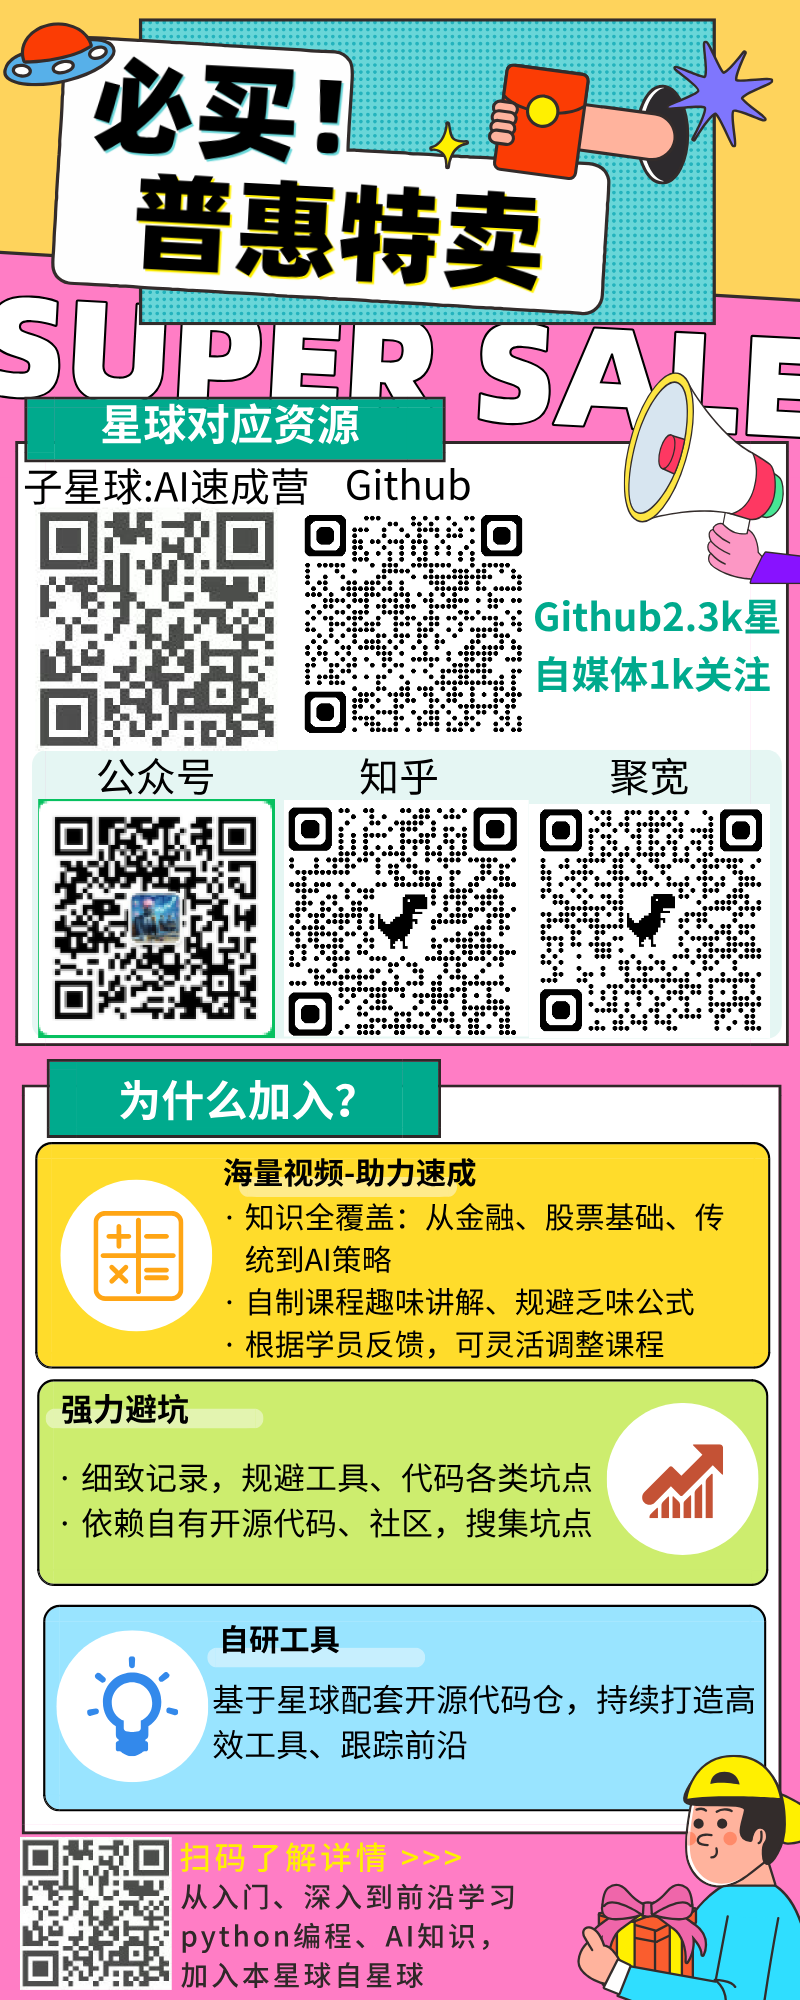 必买！
普惠特卖
SUPER SALE
星球对应资源
子星球:AI速成营 Github
Github2.3k星
自媒体1k关注
公众号 知乎 聚宽
为什么加入？
海量视频-助力速成
· 知识全覆盖：从金融、股票基础、传
统到AI策略
· 自制课程趣味讲解、规避乏味公式
· 根据学员反馈，可灵活调整课程
强力避坑
· 细致记录，规避工具、代码各类坑点
· 依赖自有开源代码、社区，搜集坑点
自研工具
基于星球配套开源代码仓，持续打造高
效工具、跟踪前沿
扫码了解详情 >>>
从入门、深入到前沿学习
python编程、AI知识，
加入本星球自星球